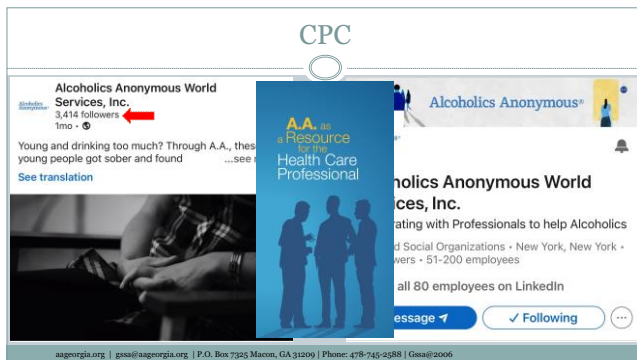 CPC
Alcoholics Anonymous World
Services, Inc.
3,414 followers
1mo •
Young and drinking too much? Through A.A., these
young people got sober and found ...see
See translation
A.A. as
a Resource
for the
Health Care
Professional
Alcoholics Anonymous®
holics Anonymous World
ices, Inc.
rating with Professionals to help Alcoholics
d Social Organizations • New York, New York •
wers • 51-200 employees
all 80 employees on LinkedIn
essage
✓ Following
aageorgia.org | gssa@aageorgia.org | P.O. Box 7325 Macon, GA 31209 | Phone: 478-745-2588 | Gssa@2006